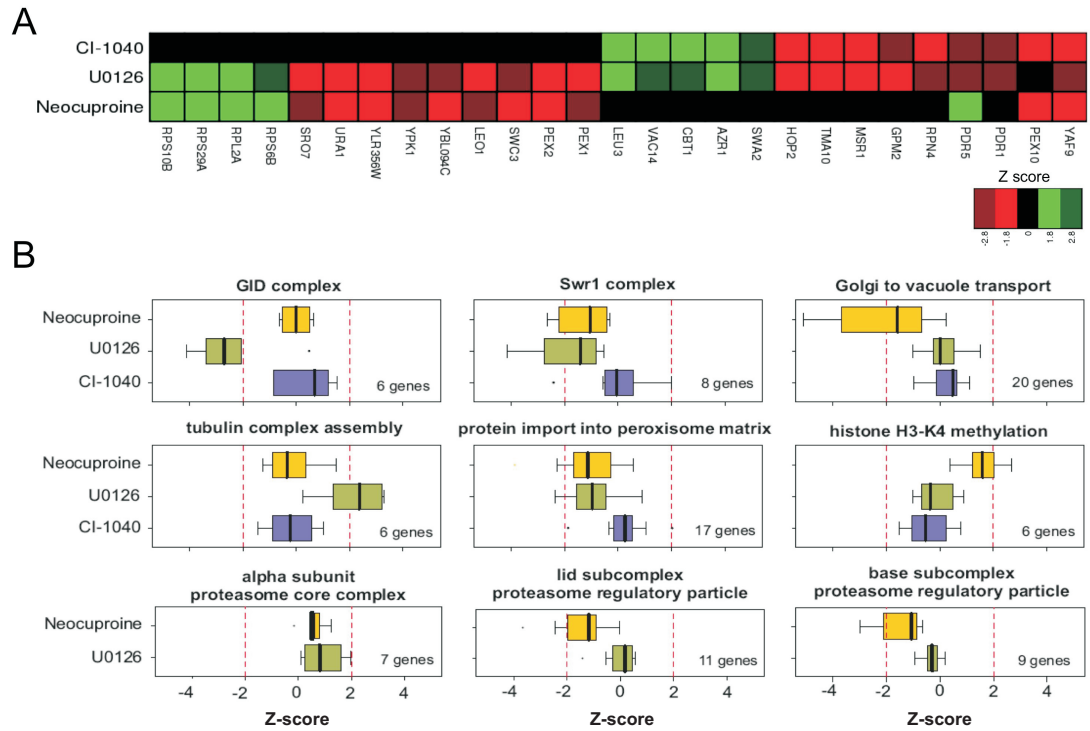 A
CI-1040
U0126
Neocuproine
RPS10B
RPS29A
RPL2A
RPS6B
SRO7
URA1
YLR356W
YPK1
YBL094C
LEO1
SWC3
PEX2
PEX1
LEU3
VAC14
CBT1
AZR1
SWA2
HOP2
TMA10
MSR1
GPM2
RPN4
PDR5
PDR1
PEX10
YAF9
Z score
-2.8
-1.8
0
1.8
2.8
B
GID complex
Swr1 complex
Golgi to vacuole transport
Neocuproine
U0126
CI-1040
6 genes
8 genes
20 genes
tubulin complex assembly
protein import into peroxisome matrix
histone H3-K4 methylation
Neocuproine
U0126
CI-1040
6 genes
17 genes
6 genes
alpha subunit
proteasome core complex
lid subcomplex
proteasome regulatory particle
base subcomplex
proteasome regulatory particle
Neocuproine
U0126
7 genes
11 genes
9 genes
-4 -2 0 2 4
-4 -2 0 2 4
-4 -2 0 2 4
Z-score
Z-score
Z-score